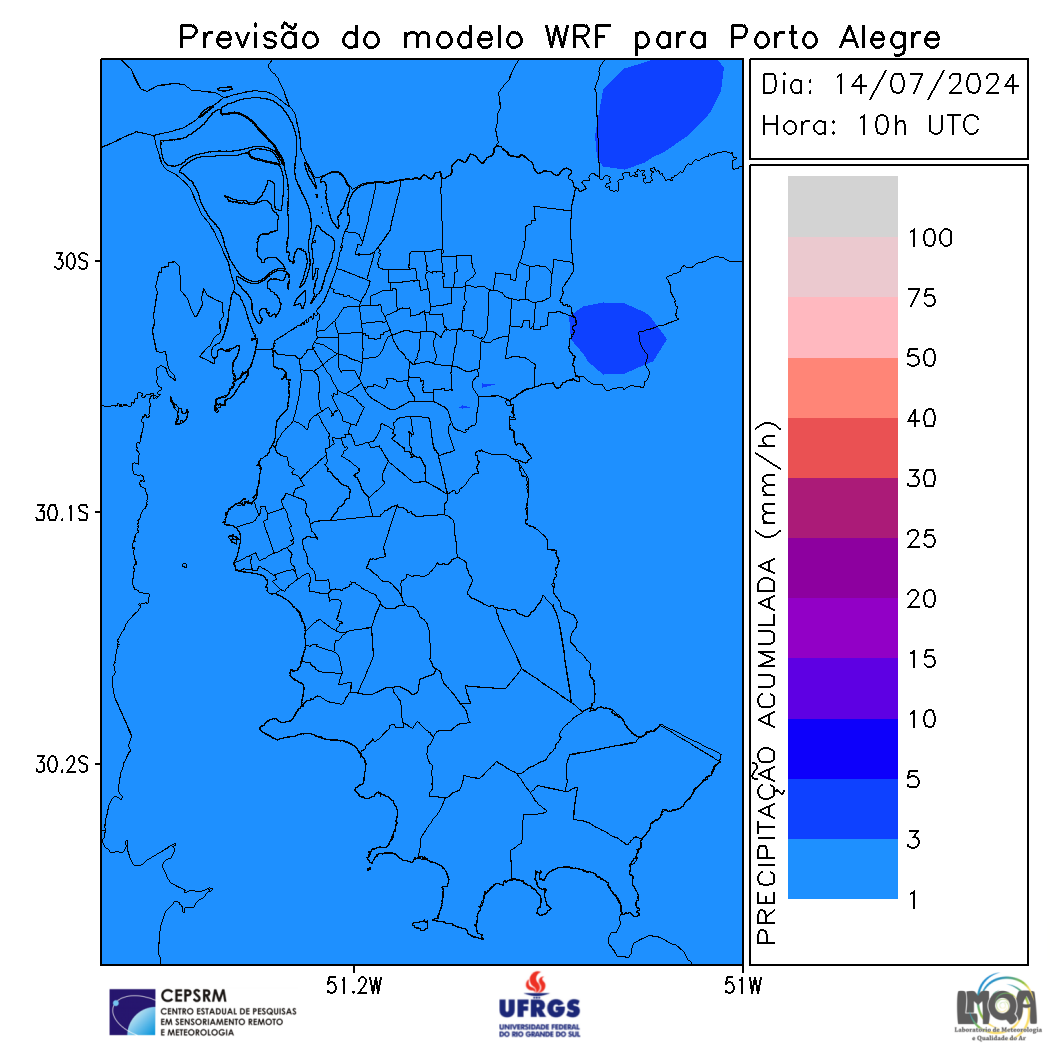 Previsão do modelo WRF para Porto Alegre
Dia: 14/07/2024
Hora: 10h UTC
30S
30.1S
30.2S
51.2W
51W
PRECIPITAÇÃO ACUMULADA (mm/h)
100
75
50
40
30
25
20
15
10
5
3
1
CEPSRM
CENTRO ESTADUAL DE PESQUISAS
EM SENSORIAMENTO REMOTO
E METEOROLOGIA
UFRGS
UNIVERSIDADE FEDERAL
DO RIO GRANDE DO SUL
LMQA
Laboratório de Meteorologia
e Qualidade do Ar